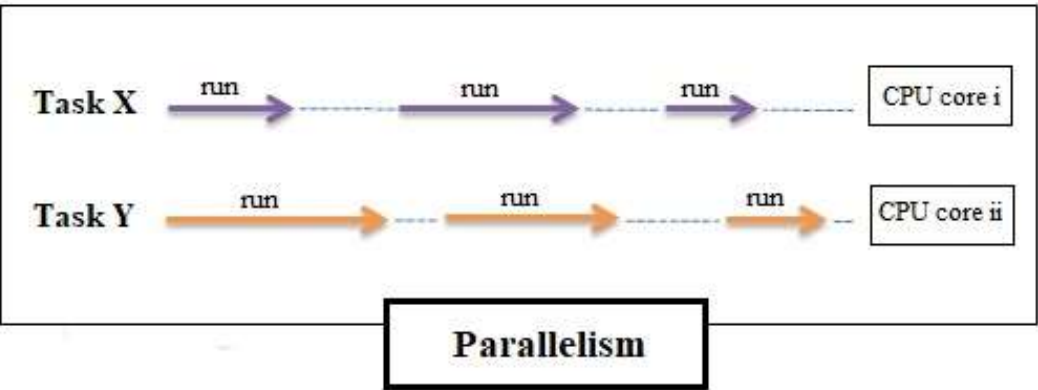 run run run
Task X CPU core i
run run run
Task Y CPU core ii
Parallelism